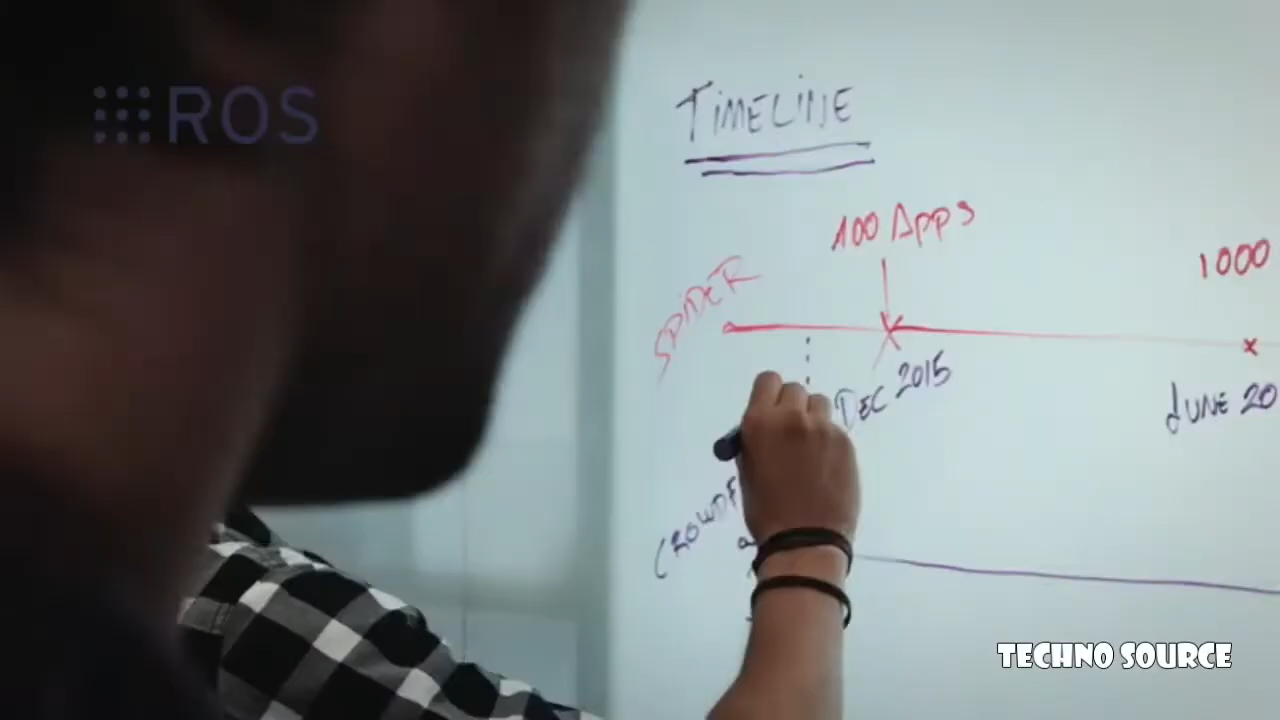 ROS
TIMELINE
100 Apps
1000
SPIDER
DEC 2015
JUNE 20
CROWDF
TECHNO SOURCE